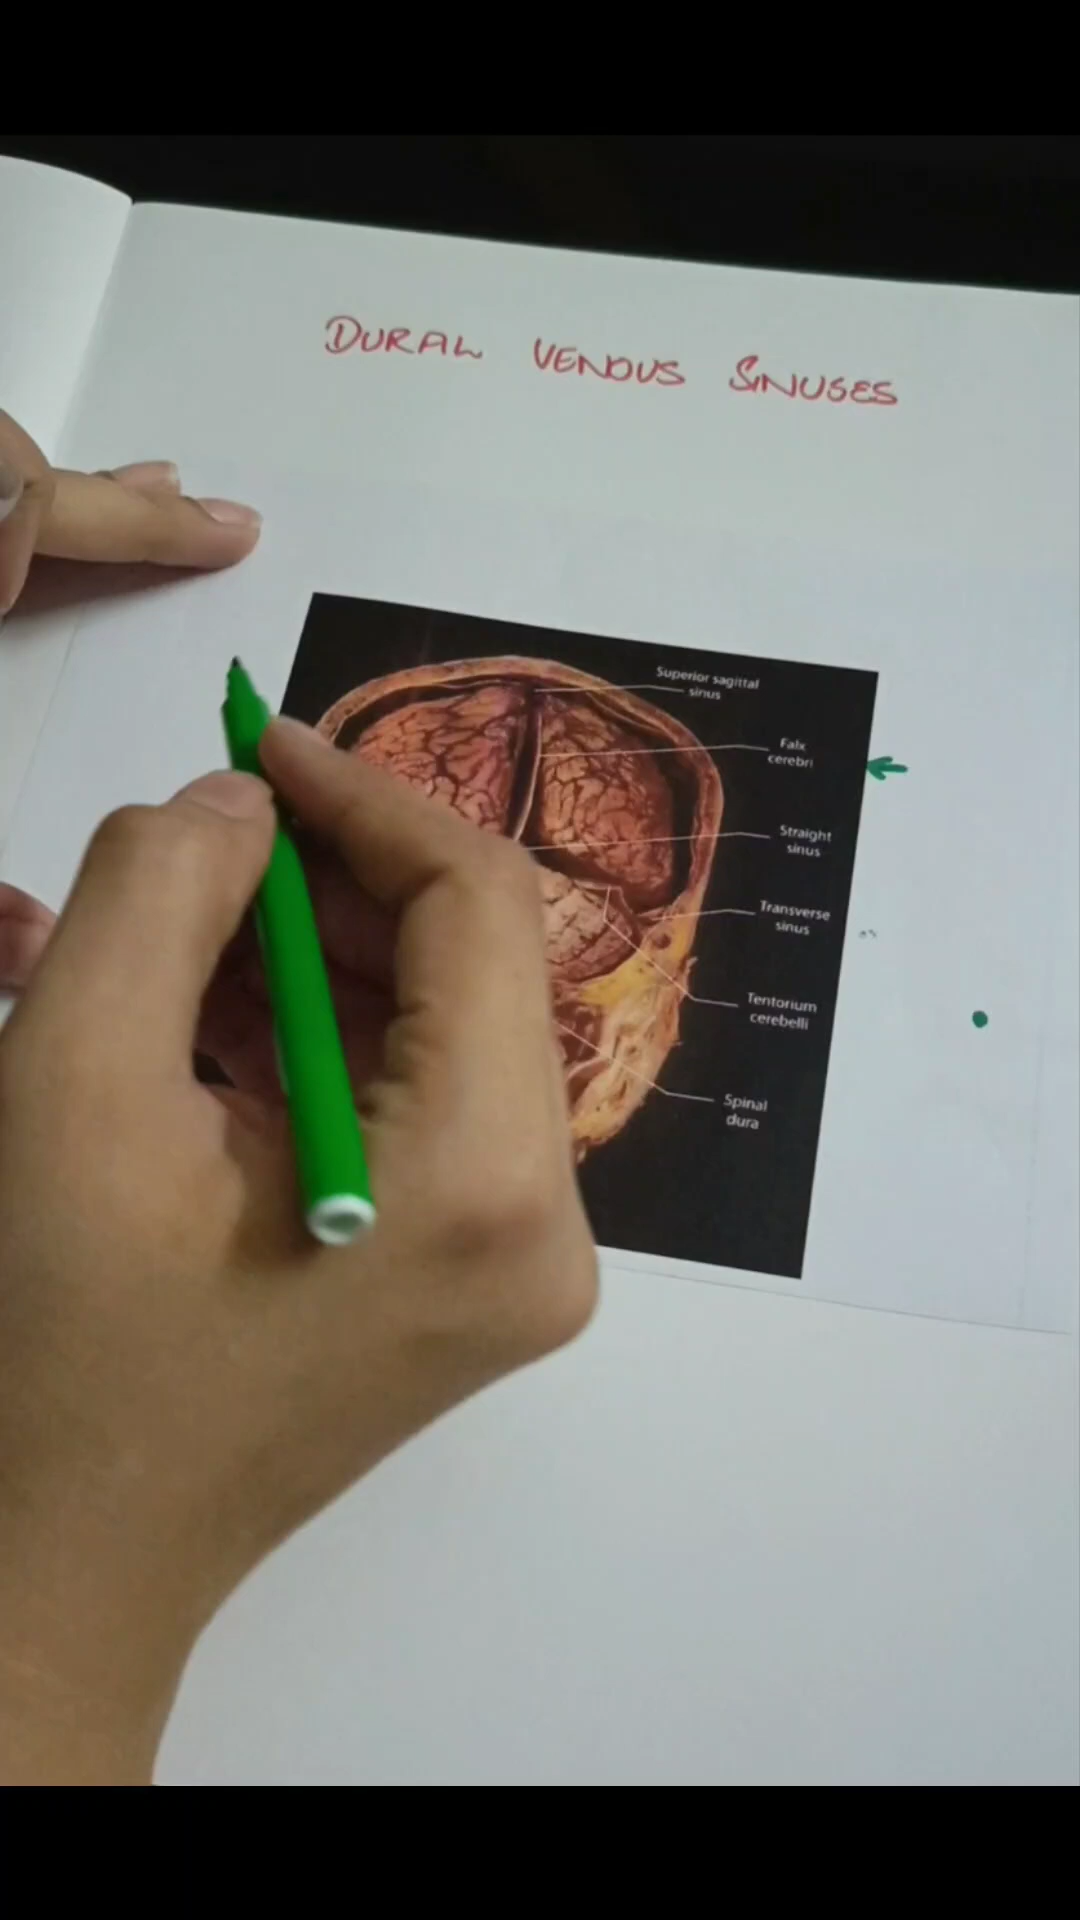 DURAL VENOUS SINUSES
Superior sagittal
sinus
Falx
cerebri
Straight
sinus
Transverse
sinus
Tentorium
cerebelli
Spinal
dura